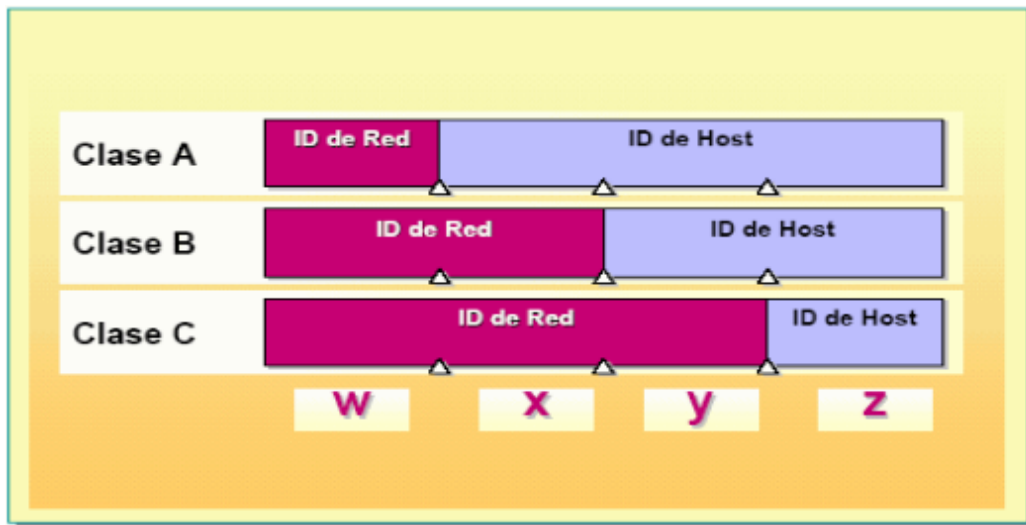 Clase A ID de Red ID de Host
Clase B ID de Red ID de Host
Clase C ID de Red ID de Host
w x y z